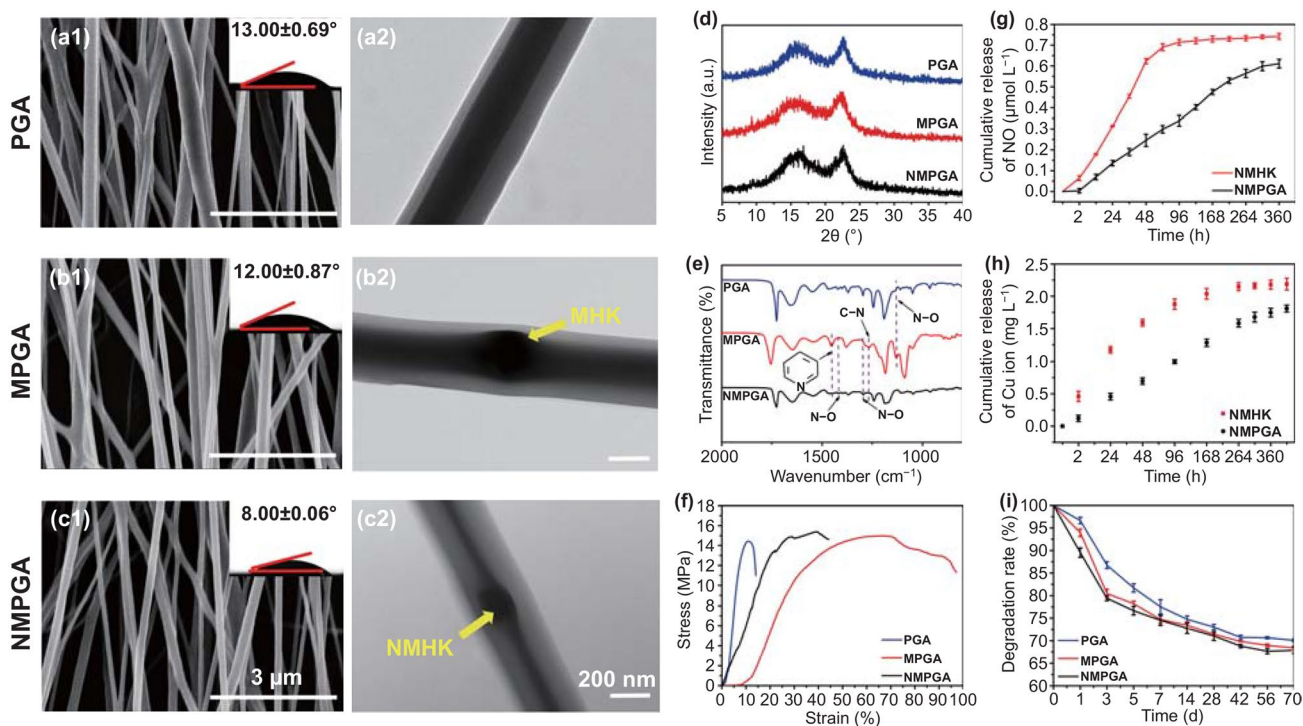 PGA
(a1)
13.00±0.69°
(a2)
MPGA
(b1)
12.00±0.87°
(b2)
MHK
NMPGA
(c1)
8.00±0.06°
3 μm
(c2)
NMHK
200 nm
(d)
Intensity (a.u.)
PGA
MPGA
NMPGA
5 10 15 20 25 30 35 40
2θ (°)
(e)
Transmittance (%)
PGA
C–N
N–O
MPGA
N
NMPGA
N–O
N–O
2000 1500 1000
Wavenumber (cm⁻¹)
(f)
Stress (MPa)
18
16
14
12
10
8
6
4
2
0
PGA
MPGA
NMPGA
0 10 20 30 40 50 60 70 80 90 100
Strain (%)
(g)
Cumulative release
of NO (μmol L⁻¹)
0.8
0.7
0.6
0.5
0.4
0.3
0.2
0.1
0.0
NMHK
NMPGA
2 24 48 96 168 264 360
Time (h)
(h)
Cumulative release
of Cu ion (mg L⁻¹)
2.5
2.0
1.5
1.0
0.5
0.0
NMHK
NMPGA
2 24 48 96 168 264 360
Time (h)
(i)
Degradation rate (%)
100
95
90
85
80
75
70
65
60
PGA
MPGA
NMPGA
0 1 3 5 7 14 28 42 56 70
Time (d)